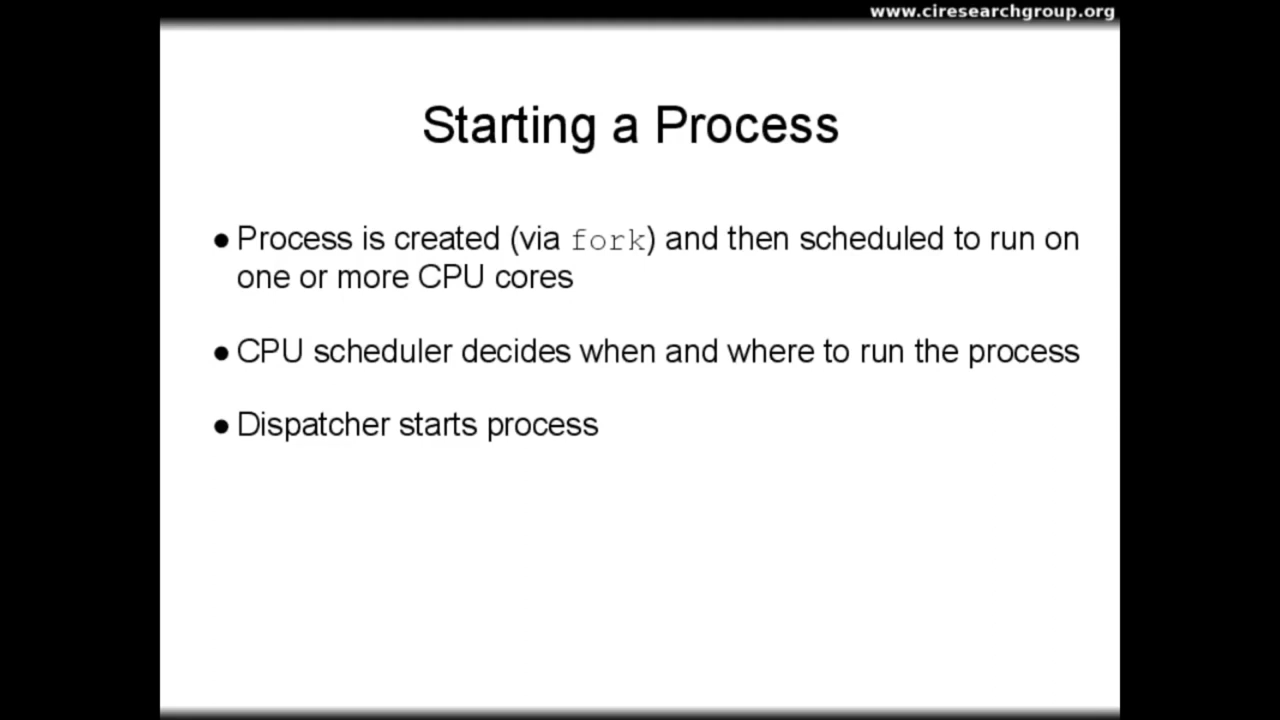 www.ciresearchgroup.org
Starting a Process
● Process is created (via fork) and then scheduled to run on
one or more CPU cores
● CPU scheduler decides when and where to run the process
● Dispatcher starts process